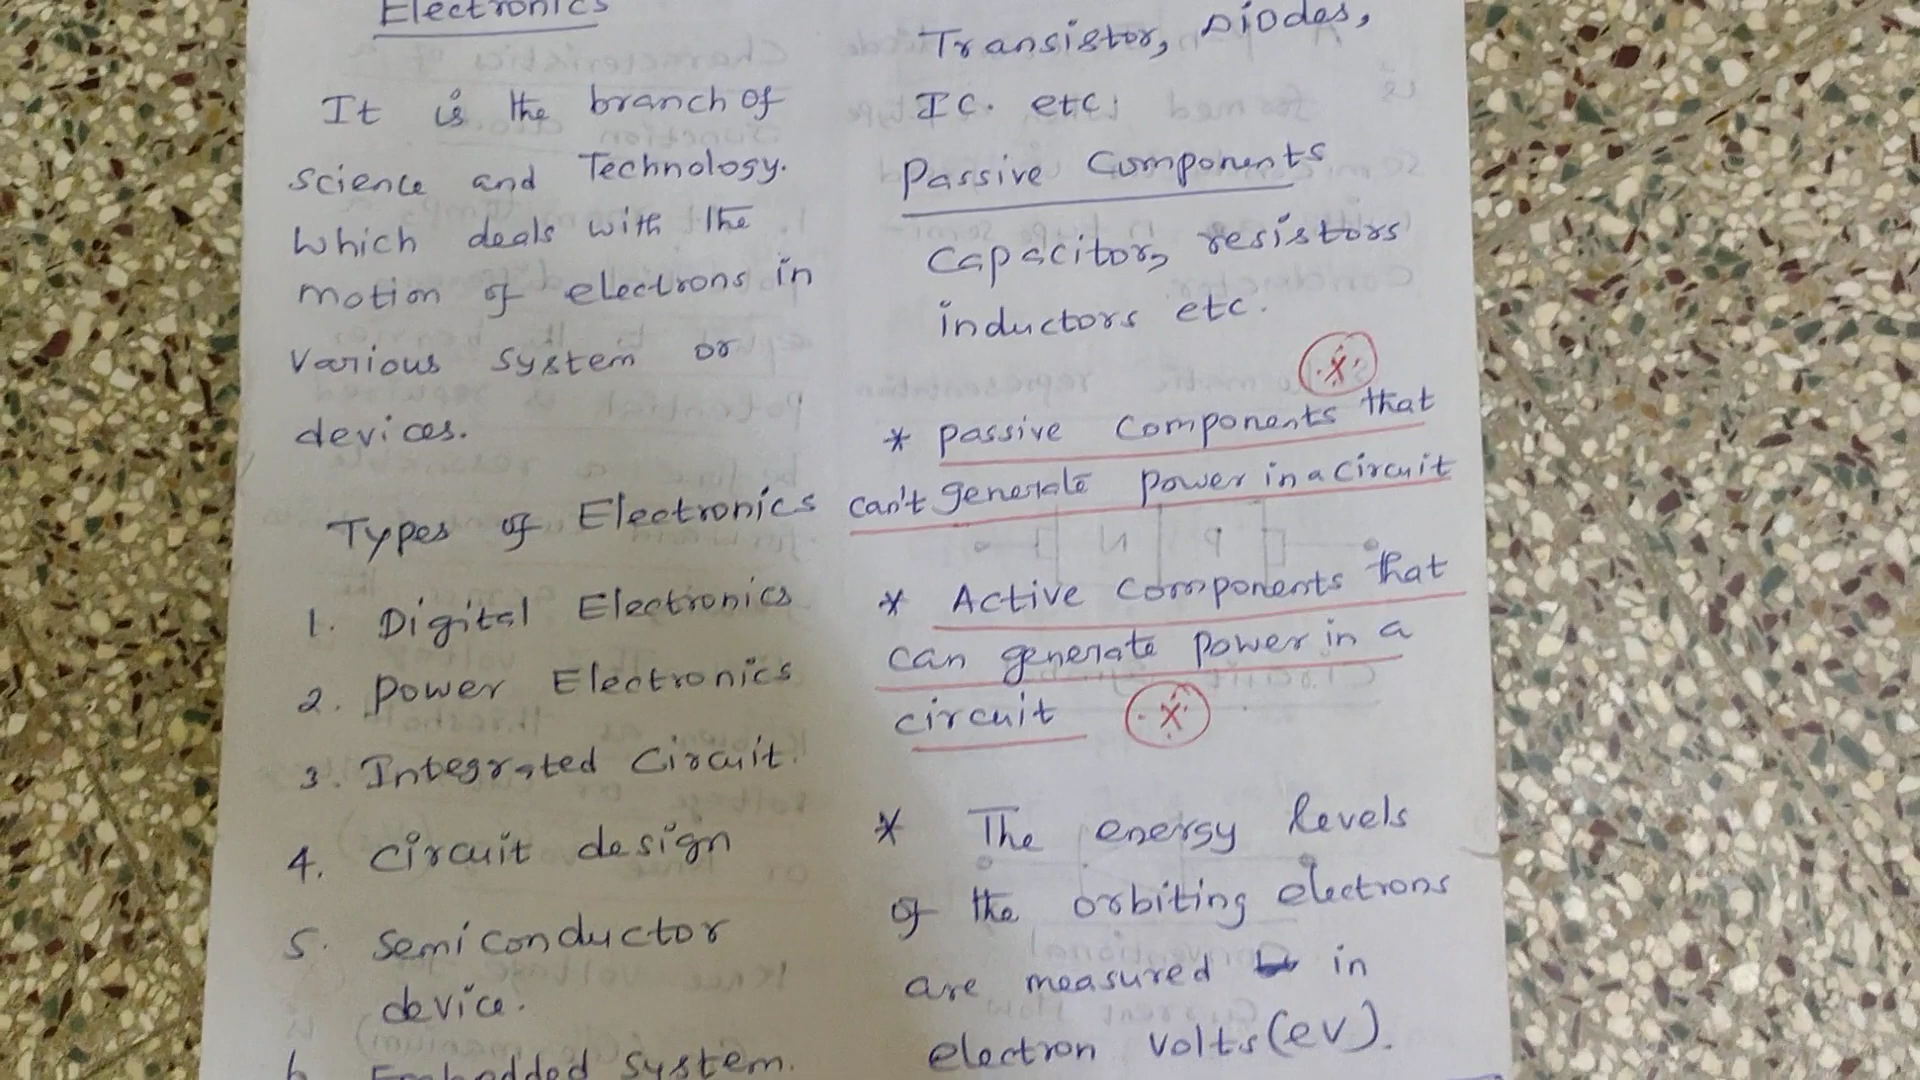 Electronics
It is the branch of
Science and Technology.
Which deals with the
motion of electrons in
Various System or
devices.
Types of Electronics
1. Digital Electronics
2. Power Electronics
3. Integrated Circuit.
4. Circuit design
5. Semiconductor
device.
6 Embedded System.
Transistor, Diodes,
IC. etc;
Passive Components
Capacitor, resistors
inductors etc.
* Passive Components that
can't generate power in a circuit
* Active Components that
can generate power in a
circuit
* The energy levels
of the orbiting electrons
are measured in
electron volts (ev).